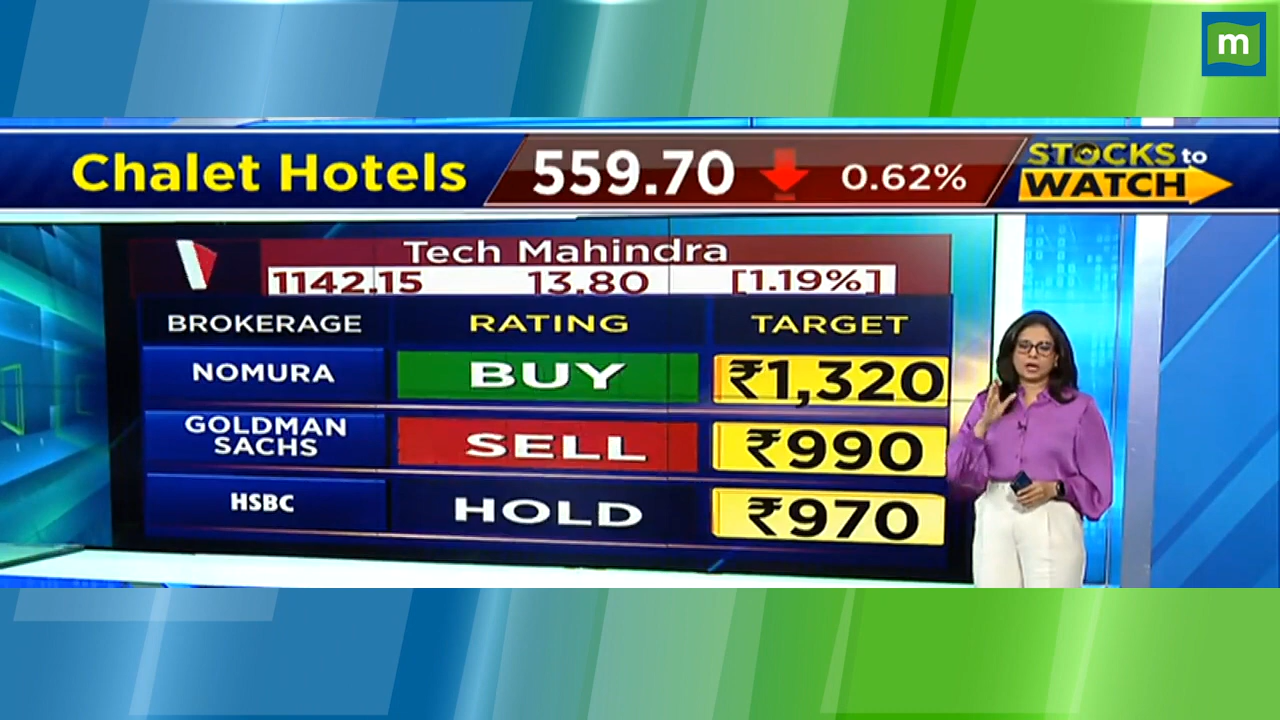 m
Chalet Hotels 559.70 0.62% STOCKS to
WATCH
Tech Mahindra
1142.15 13.80 [1.19%]
BROKERAGE RATING TARGET
NOMURA BUY ₹1,320
GOLDMAN
SACHS SELL ₹990
HSBC HOLD ₹970